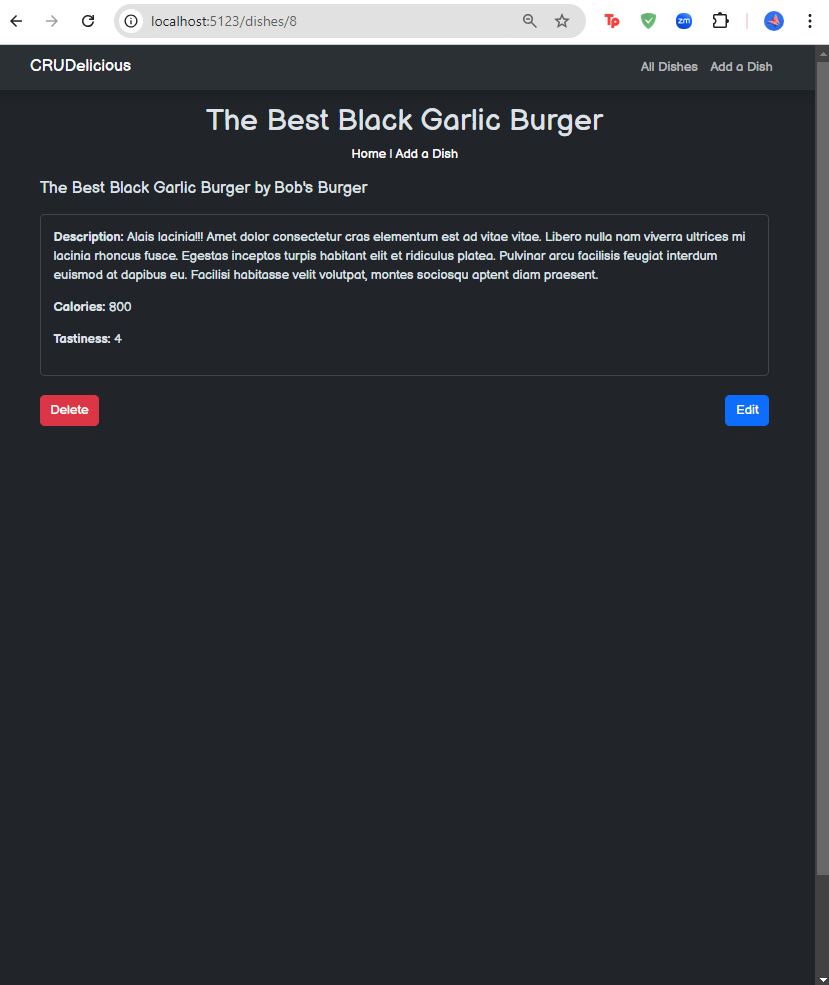 localhost:5123/dishes/8
Tp
zm
CRUDelicious
All Dishes Add a Dish
The Best Black Garlic Burger
Home | Add a Dish
The Best Black Garlic Burger by Bob's Burger
Description: Alais lacinia!!! Amet dolor consectetur cras elementum est ad vitae vitae. Libero nulla nam viverra ultrices mi
lacinia rhoncus fusce. Egestas inceptos turpis habitant elit et ridiculus platea. Pulvinar arcu facilisis feugiat interdum
euismod at dapibus eu. Facilisi habitasse velit volutpat, montes sociosqu aptent diam praesent.
Calories: 800
Tastiness: 4
Delete
Edit